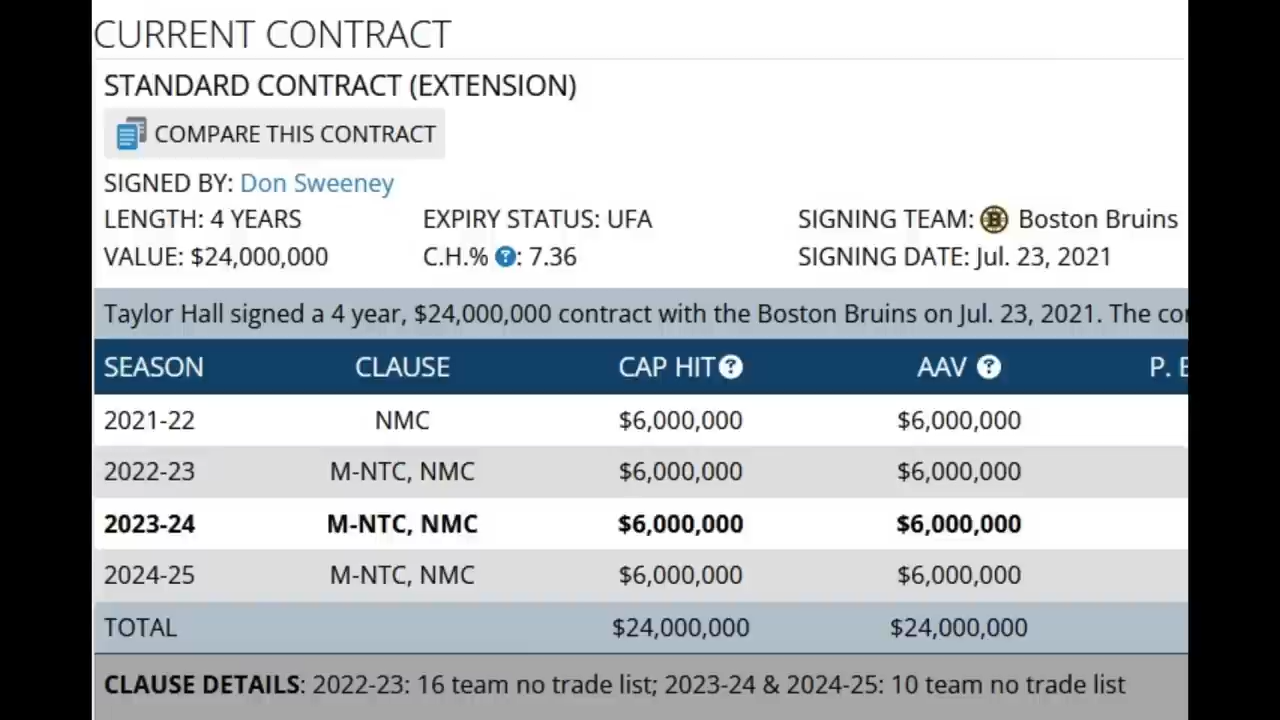 CURRENT CONTRACT
STANDARD CONTRACT (EXTENSION)
COMPARE THIS CONTRACT
SIGNED BY: Don Sweeney
LENGTH: 4 YEARS EXPIRY STATUS: UFA SIGNING TEAM: B Boston Bruins
VALUE: $24,000,000 C.H.% ?: 7.36 SIGNING DATE: Jul. 23, 2021
Taylor Hall signed a 4 year, $24,000,000 contract with the Boston Bruins on Jul. 23, 2021. The
SEASON CLAUSE CAP HIT ? AAV ? P.
2021-22 NMC $6,000,000 $6,000,000
2022-23 M-NTC, NMC $6,000,000 $6,000,000
2023-24 M-NTC, NMC $6,000,000 $6,000,000
2024-25 M-NTC, NMC $6,000,000 $6,000,000
TOTAL $24,000,000 $24,000,000
CLAUSE DETAILS: 2022-23: 16 team no trade list; 2023-24 & 2024-25: 10 team no trade list